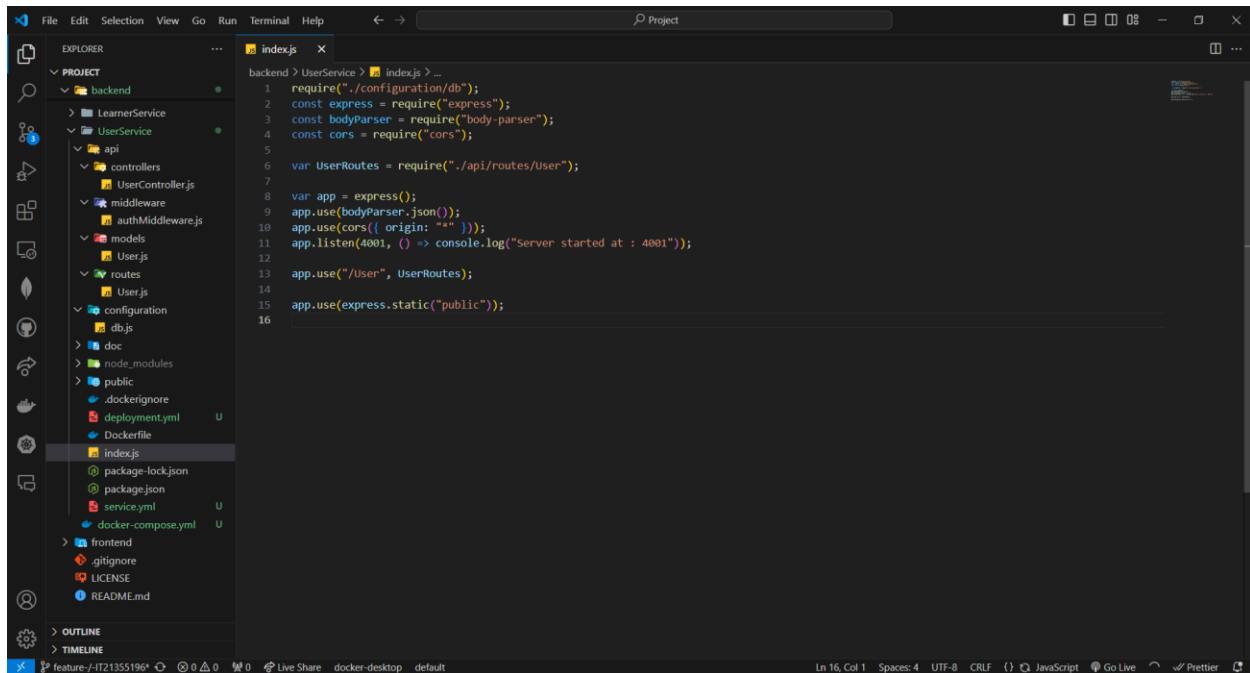 File Edit Selection View Go Run Terminal Help
Project
EXPLORER
index.js
PROJECT
backend > UserService > index.js > ...
backend
LearnerService
UserService
api
controllers
UserController.js
middleware
authMiddleware.js
models
User.js
routes
User.js
configuration
db.js
doc
node_modules
public
.dockerignore
deployment.yml U
Dockerfile
index.js
package-lock.json
package.json
service.yml U
docker-compose.yml U
frontend
.gitignore
LICENSE
README.md
OUTLINE
TIMELINE
3
1 require("./configuration/db");
2 const express = require("express");
3 const bodyParser = require("body-parser");
4 const cors = require("cors");
5
6 var UserRoutes = require("./api/routes/User");
7
8 var app = express();
9 app.use(bodyParser.json());
10 app.use(cors({ origin: "*" }));
11 app.listen(4001, () => console.log("Server started at : 4001"));
12
13 app.use("/User", UserRoutes);
14
15 app.use(express.static("public"));
16
feature-/-IT21355196* 0 0 0 Live Share docker-desktop default Ln 16, Col 1 Spaces: 4 UTF-8 CRLF {} JavaScript Go Live Prettier